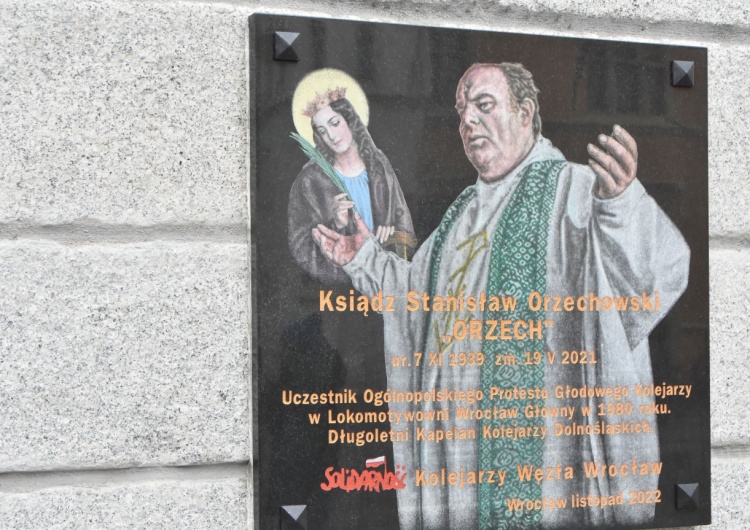 Ksiądz Stanisław Orzechowski
„ORZECH”
ur. 7 XI 1939 zm. 19 V 2021
Uczestnik Ogólnopolskiego Protestu Głodowego Kolejarzy
w Lokomotywowni Wrocław Główny w 1980 roku.
Długoletni Kapelan Kolejarzy Dolnośląskich.
SOLIDARNOŚĆ Kolejarzy Węzła Wrocław
Wrocław listopad 2022